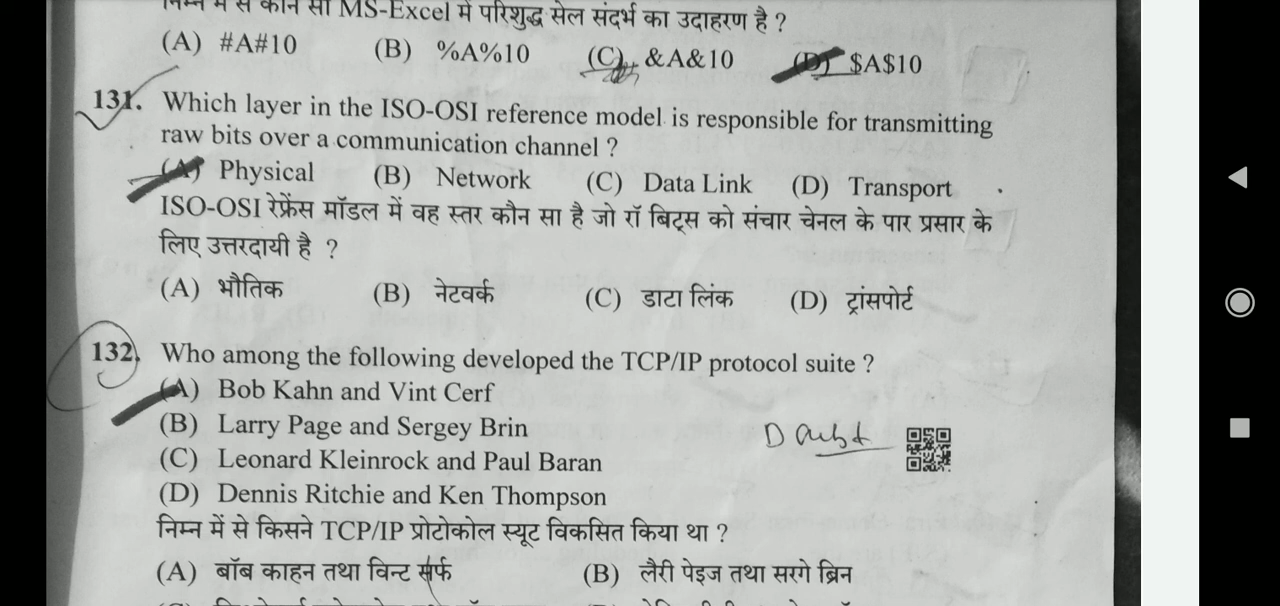 निम्न में से कौन सा MS-Excel में परिशुद्ध सेल संदर्भ का उदाहरण है ?
(A) #A#10 (B) %A%10 (C) &A&10 (D) $A$10
131. Which layer in the ISO-OSI reference model is responsible for transmitting
raw bits over a communication channel ?
(A) Physical (B) Network (C) Data Link (D) Transport
ISO-OSI रेफ्रेंस मॉडल में वह स्तर कौन सा है जो रॉ बिट्स को संचार चेनल के पार प्रसार के
लिए उत्तरदायी है ?
(A) भौतिक (B) नेटवर्क (C) डाटा लिंक (D) ट्रांसपोर्ट
132. Who among the following developed the TCP/IP protocol suite ?
(A) Bob Kahn and Vint Cerf
(B) Larry Page and Sergey Brin
Daubt
(C) Leonard Kleinrock and Paul Baran
(D) Dennis Ritchie and Ken Thompson
निम्न में से किसने TCP/IP प्रोटोकोल स्यूट विकसित किया था ?
(A) बॉब काहन तथा विन्ट सर्फ (B) लैरी पेइज तथा सरगे ब्रिन